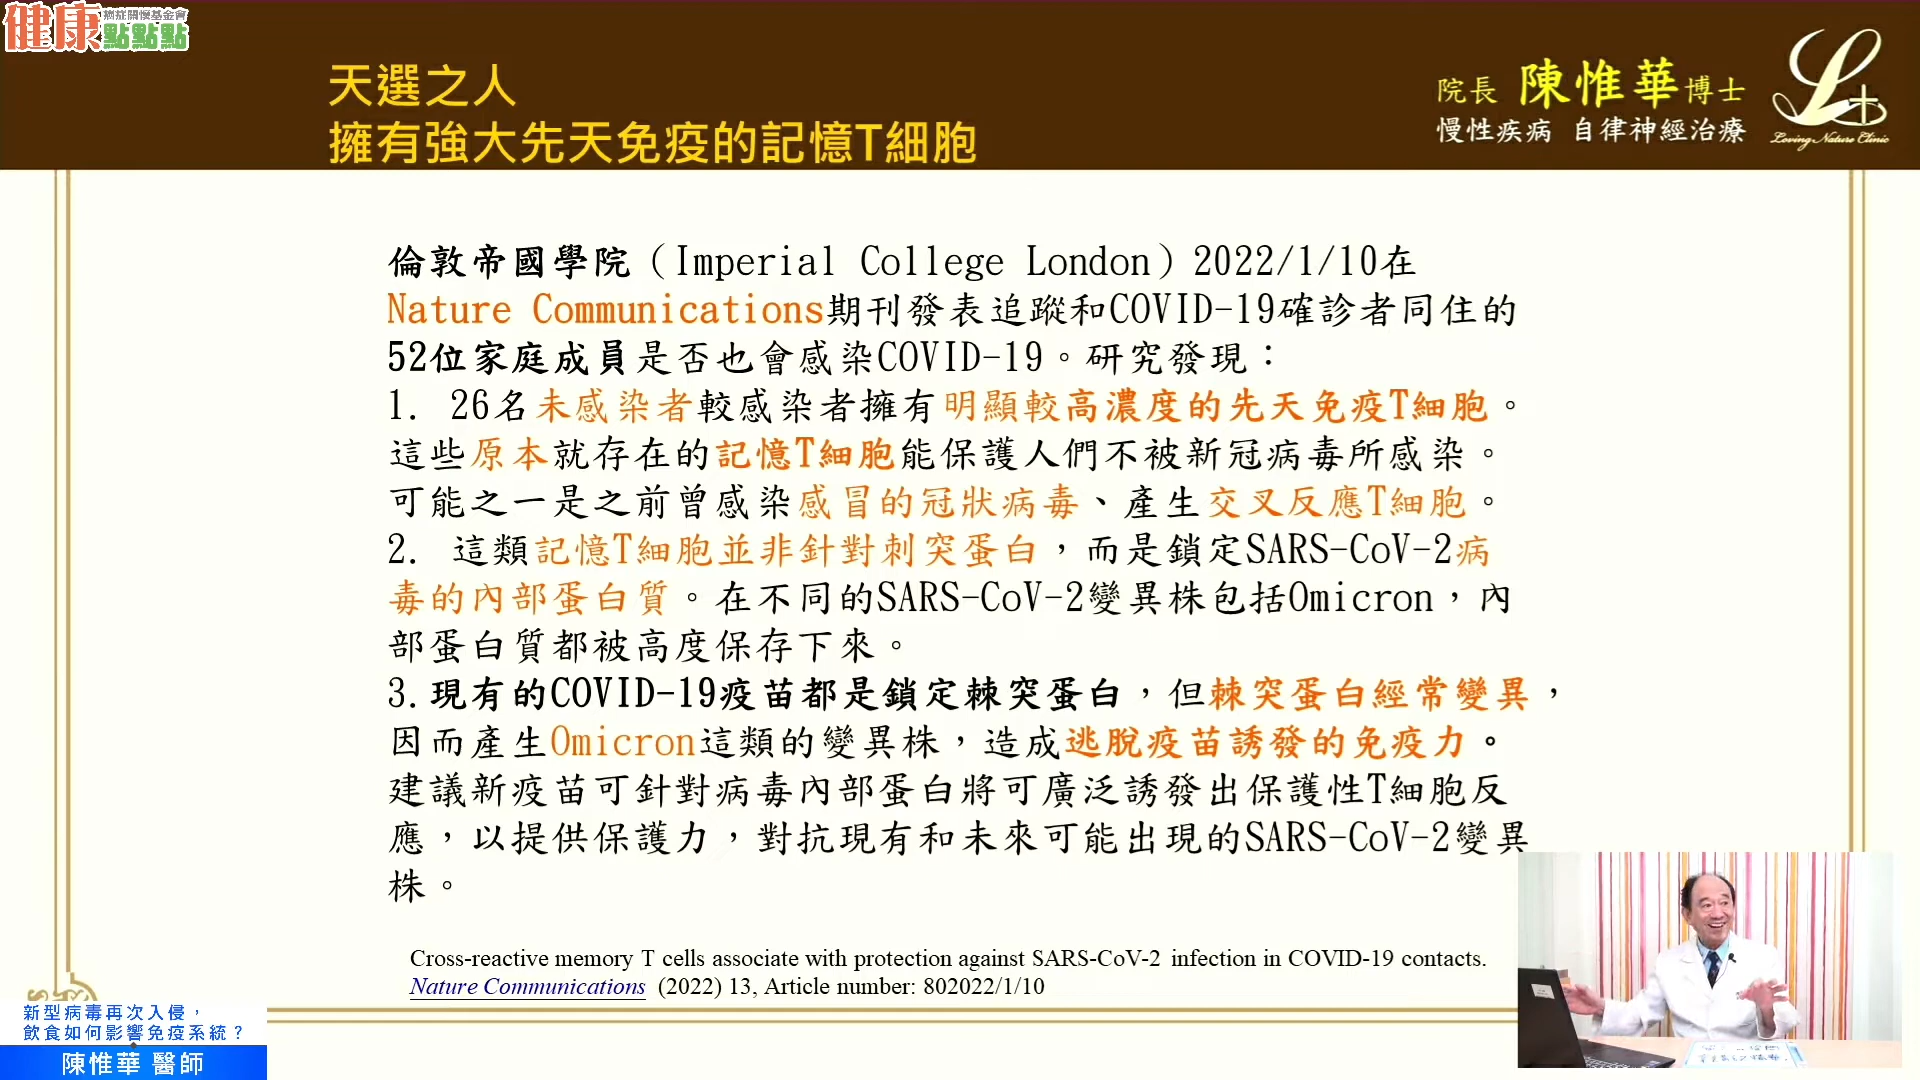 健康點點點
癌症關懷基金會
天選之人
擁有強大先天免疫的記憶T細胞
院長 陳惟華博士
慢性疾病 自律神經治療
Loving Nature Clinic
倫敦帝國學院（Imperial College London）2022/1/10在
Nature Communications期刊發表追蹤和COVID-19確診者同住的
52位家庭成員是否也會感染COVID-19。研究發現：
1. 26名未感染者較感染者擁有明顯較高濃度的先天免疫T細胞。
這些原本就存在的記憶T細胞能保護人們不被新冠病毒所感染。
可能之一是之前曾感染感冒的冠狀病毒、產生交叉反應T細胞。
2. 這類記憶T細胞並非針對刺突蛋白，而是鎖定SARS-CoV-2病
毒的內部蛋白質。在不同的SARS-CoV-2變異株包括Omicron，內
部蛋白質都被高度保存下來。
3.現有的COVID-19疫苗都是鎖定棘突蛋白，但棘突蛋白經常變異，
因而產生Omicron這類的變異株，造成逃脫疫苗誘發的免疫力。
建議新疫苗可針對病毒內部蛋白將可廣泛誘發出保護性T細胞反
應，以提供保護力，對抗現有和未來可能出現的SARS-CoV-2變異
株。
Cross-reactive memory T cells associate with protection against SARS-CoV-2 infection in COVID-19 contacts.
Nature Communications (2022) 13, Article number: 802022/1/10
新型病毒再次入侵，
飲食如何影響免疫系統？
陳惟華 醫師